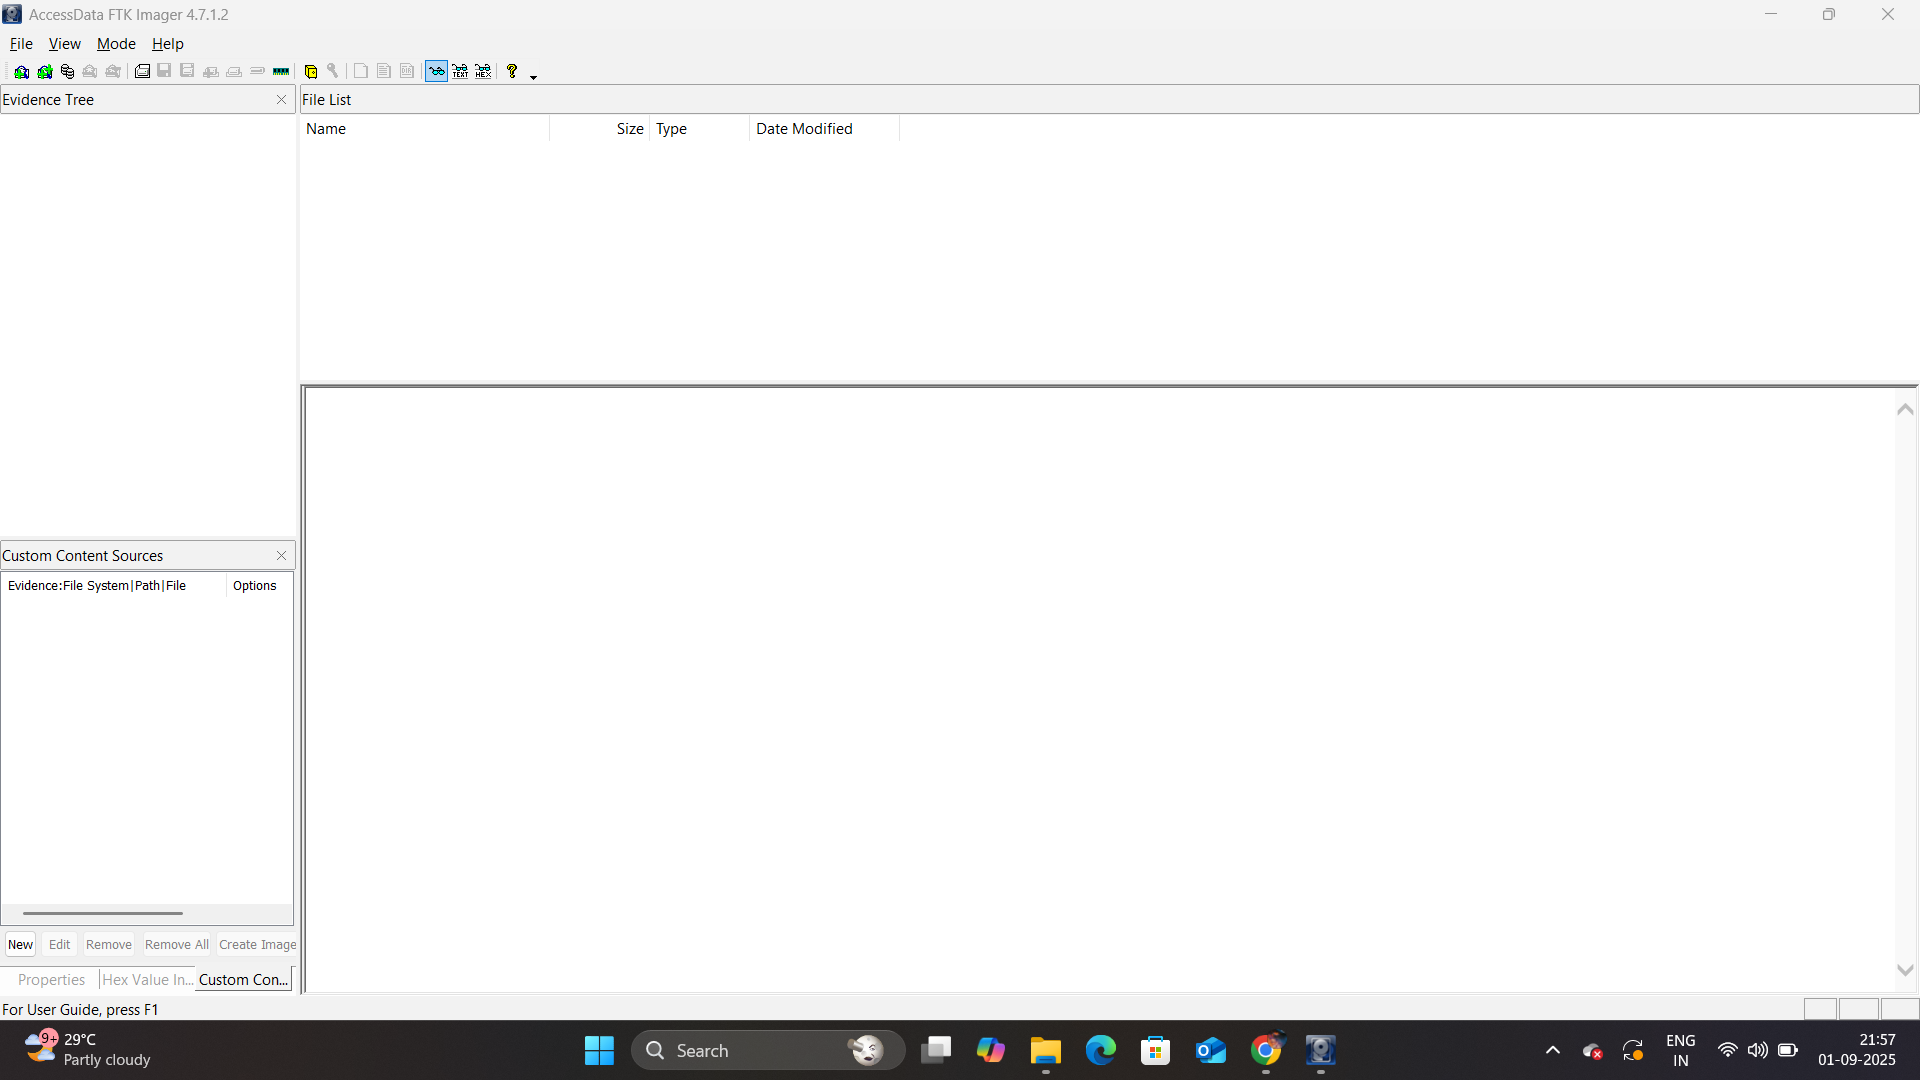 AccessData FTK Imager 4.7.1.2
File View Mode Help
TEXT HEX
Evidence Tree
File List
Name Size Type Date Modified
Custom Content Sources
Evidence:File System|Path|File Options
New Edit Remove Remove All Create Image
Properties Hex Value In... Custom Con...
For User Guide, press F1
9+
29°C
Partly cloudy
Search
ENG
IN
21:57
01-09-2025